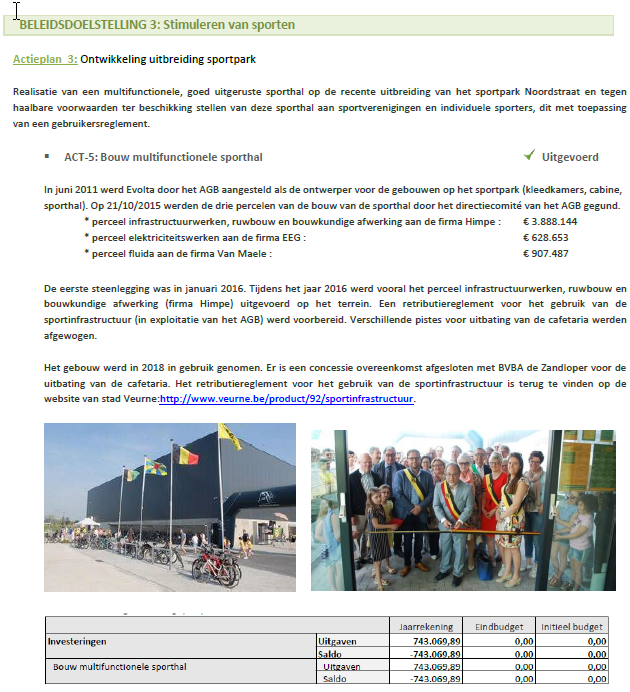 BELEIDSDOELSTELLING 3: Stimuleren van sporten
Actieplan 3: Ontwikkeling uitbreiding sportpark
Realisatie van een multifunctionele, goed uitgeruste sporthal op de recente uitbreiding van het sportpark Noordstraat en tegen
haalbare voorwaarden ter beschikking stellen van deze sporthal aan sportverenigingen en individuele sporters, dit met toepassing
van een gebruikersreglement.
▪ ACT-5: Bouw multifunctionele sporthal ✓ Uitgevoerd
In juni 2011 werd Evolta door het AGB aangesteld als de ontwerper voor de gebouwen op het sportpark (kleedkamers, cabine,
sporthal). Op 21/10/2015 werden de drie percelen van de bouw van de sporthal door het directiecomité van het AGB gegund.
* perceel infrastructuurwerken, ruwbouw en bouwkundige afwerking aan de firma Himpe : € 3.888.144
* perceel elektriciteitswerken aan de firma EEG : € 628.653
* perceel fluida aan de firma Van Maele : € 907.487
De eerste steenlegging was in januari 2016. Tijdens het jaar 2016 werd vooral het perceel infrastructuurwerken, ruwbouw en
bouwkundige afwerking (firma Himpe) uitgevoerd op het terrein. Een retributiereglement voor het gebruik van de
sportinfrastructuur (in exploitatie van het AGB) werd voorbereid. Verschillende pistes voor uitbating van de cafetaria werden
afgewogen.
Het gebouw werd in 2018 in gebruik genomen. Er is een concessie overeenkomst afgesloten met BVBA de Zandloper voor de
uitbating van de cafetaria. Het retributiereglement voor het gebruik van de sportinfrastructuur is terug te vinden op de
website van stad Veurne:http://www.veurne.be/product/92/sportinfrastructuur.
Jaarrekening Eindbudget Initieel budget
Investeringen Uitgaven 743.069,89 0,00 0,00
Saldo -743.069,89 0,00 0,00
Bouw multifunctionele sporthal Uitgaven 743.069,89 0,00 0,00
Saldo -743.069,89 0,00 0,00